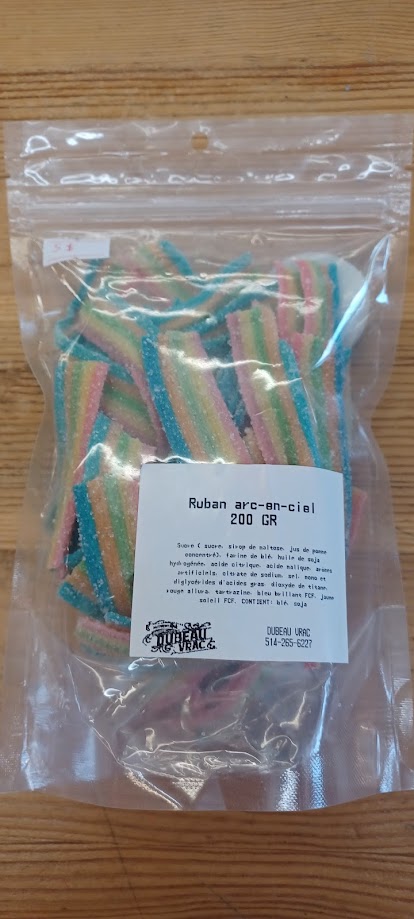 5 $
Ruban arc-en-ciel
200 GR
Sucre ( sucre, sirop de maltose, jus de pomme
concentré), farine de blé, huile de soja
hydrogénée, acide citrique, acide malique, arômes
artificiels, citrate de sodium, sel, mono et
diglycérides d'acides gras, dioxyde de titane,
rouge allura, tartrazine, bleu brillant FCF, jaune
soleil FCF. CONTIENT: blé, soja
DUBEAU
VRAC
DUBEAU VRAC
514-265-6227